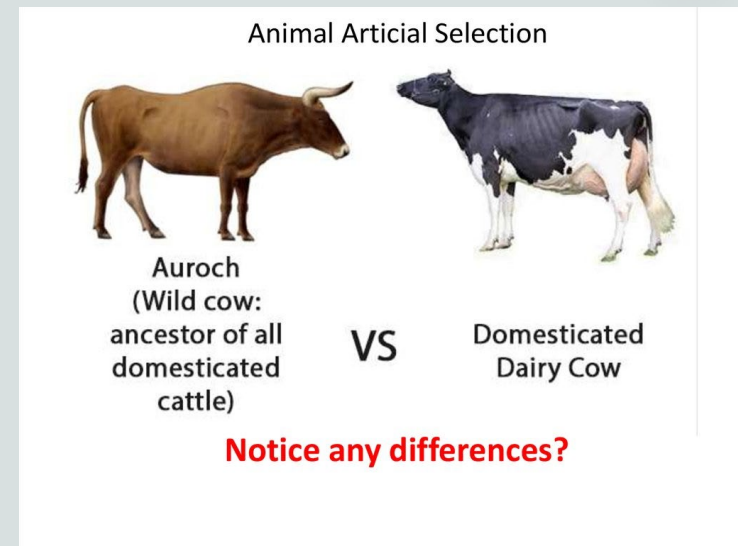 Animal Articial Selection
Auroch
(Wild cow:
ancestor of all
domesticated
cattle)
VS
Domesticated
Dairy Cow
Notice any differences?